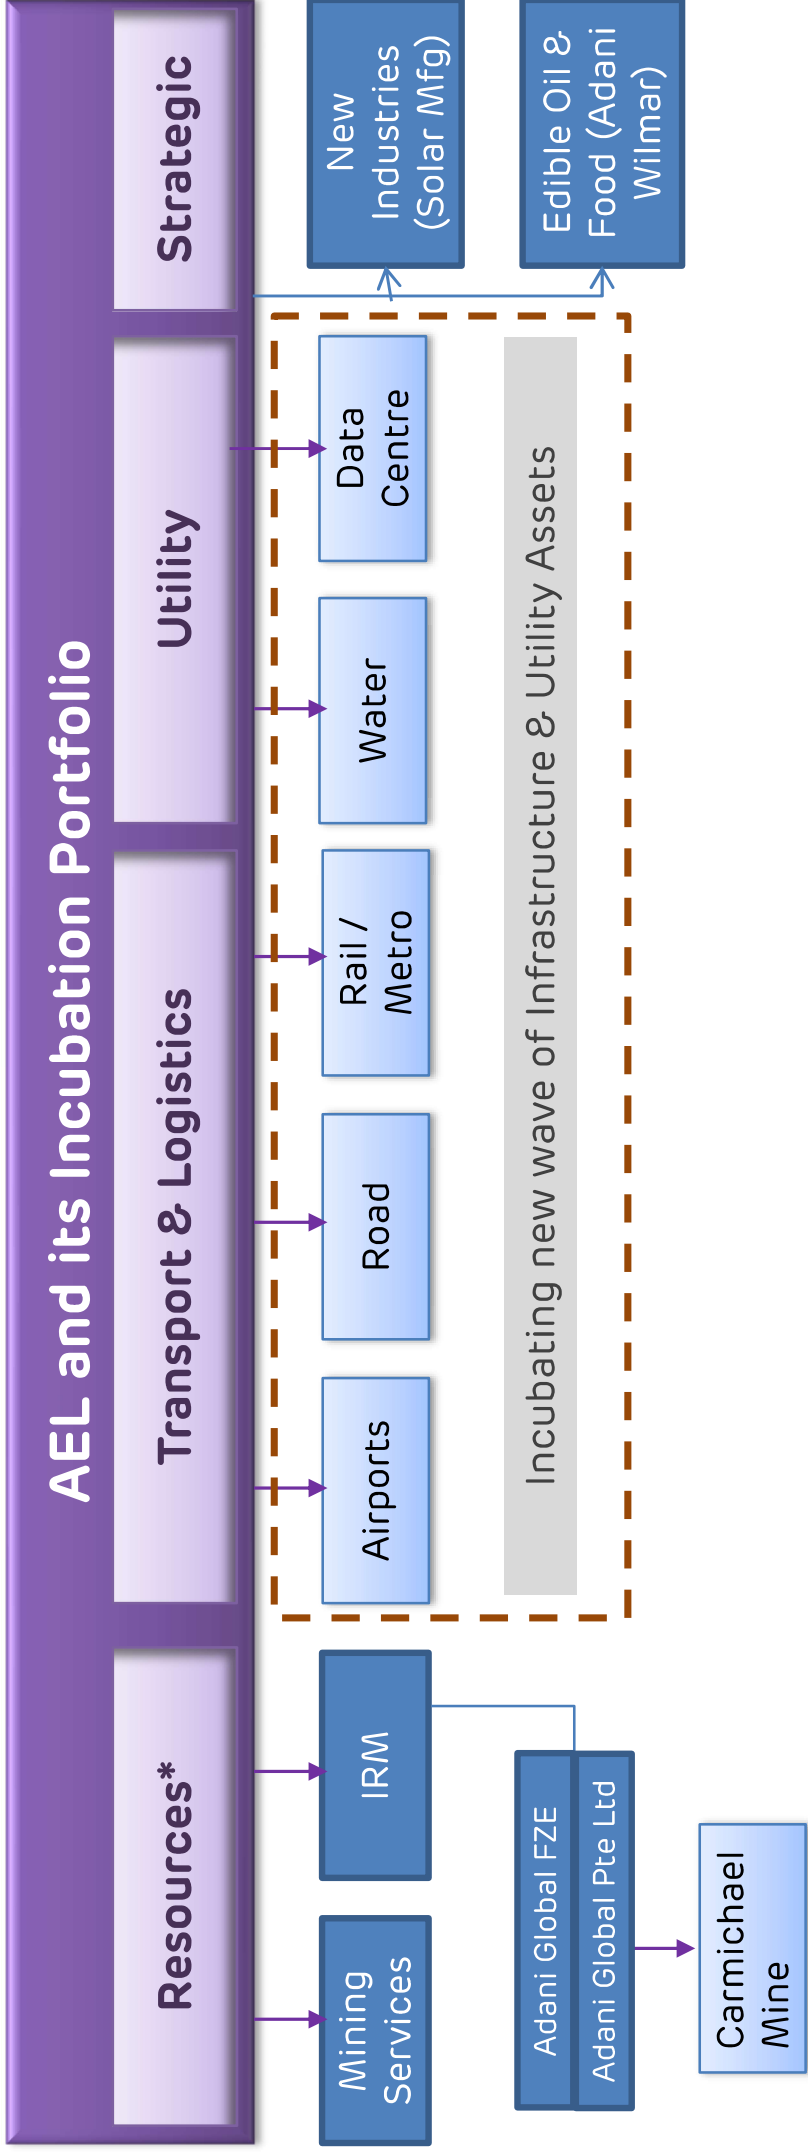 AEL and its Incubation Portfolio
Resources*
Transport & Logistics
Utility
Strategic
Mining
Services
IRM
Airports
Road
Rail /
Metro
Water
Data
Centre
New
Industries
(Solar Mfg)
Adani Global FZE
Adani Global Pte Ltd
Incubating new wave of Infrastructure & Utility Assets
Edible Oil &
Food (Adani
Wilmar)
Carmichael
Mine